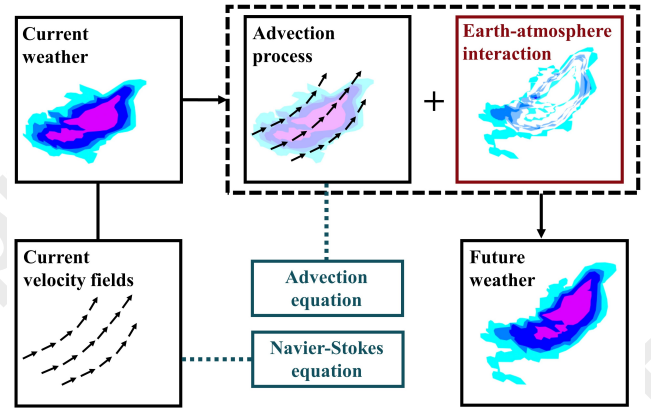 Current
weather
Advection
process
+
Earth-atmosphere
interaction
Current
velocity fields
Advection
equation
Navier-Stokes
equation
Future
weather